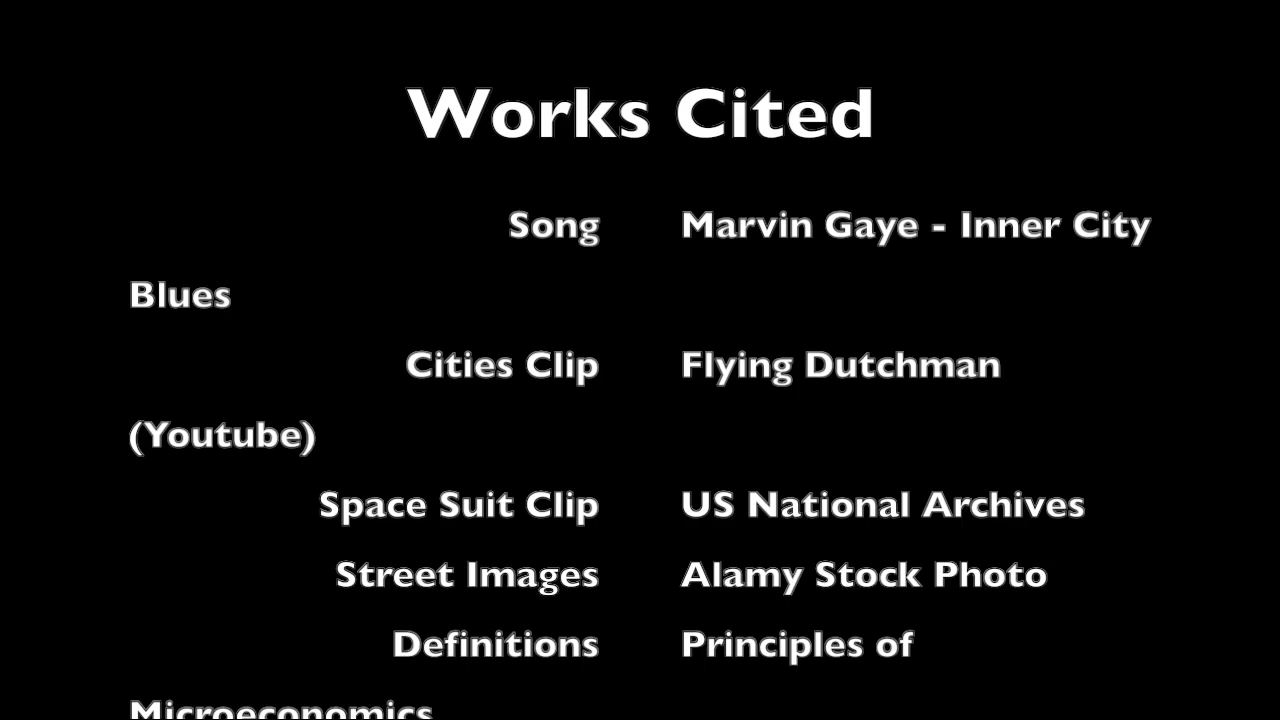 Works Cited
Song Marvin Gaye - Inner City
Blues
Cities Clip Flying Dutchman
(Youtube)
Space Suit Clip US National Archives
Street Images Alamy Stock Photo
Definitions Principles of
Microeconomics